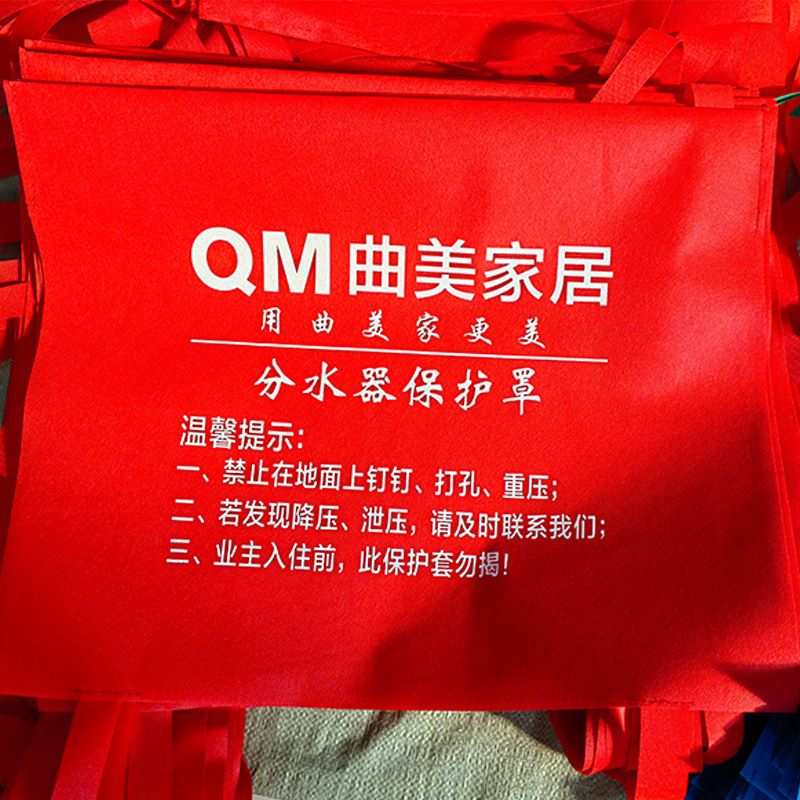 QM 曲美家居
用曲美家更美
分水器保护罩
温馨提示:
一、禁止在地面上钉钉、打孔、重压;
二、若发现降压、泄压，请及时联系我们;
三、业主入住前，此保护套勿揭!